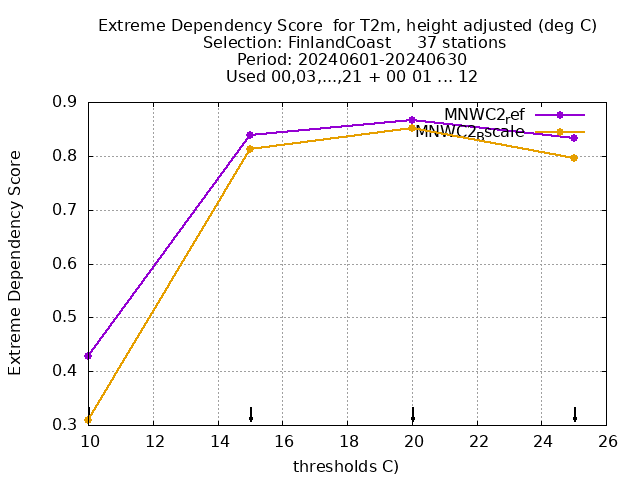 Extreme Dependency Score  for T2m, height adjusted (deg C)
Selection: FinlandCoast     37 stations
Period: 20240601-20240630
Used 00,03,...,21 + 00 01 ... 12
MNWC2ref
MNWC2Bscale
Extreme Dependency Score
0.9
0.8
0.7
0.6
0.5
0.4
0.3
10 12 14 16 18 20 22 24 26
thresholds C)